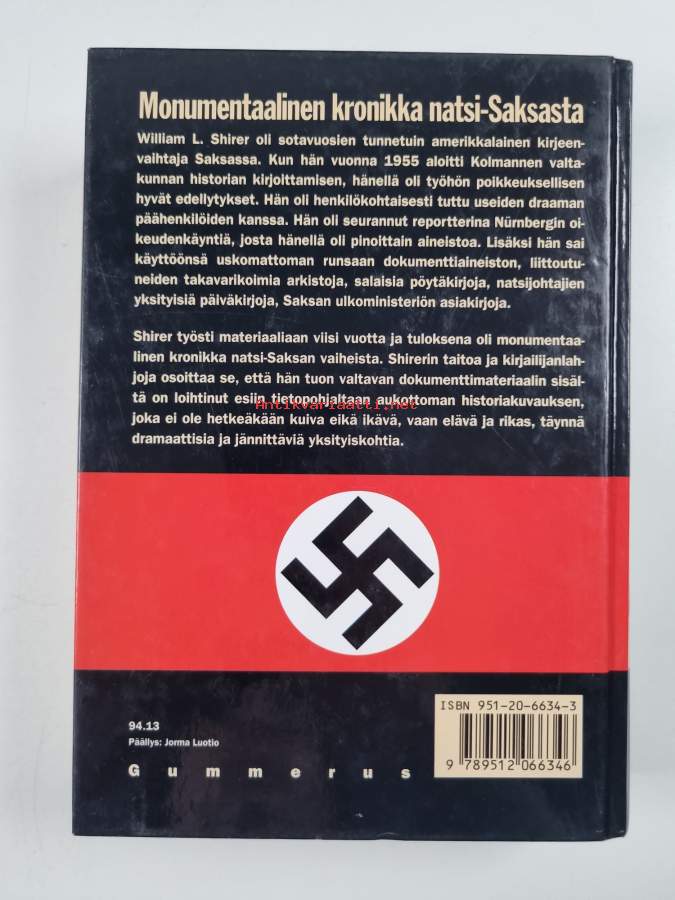 Monumentaalinen kronikka natsi-Saksasta
William L. Shirer oli sotavuosien tunnetuin amerikkalainen kirjeen-
vaihtaja Saksassa. Kun hän vuonna 1955 aloitti Kolmannen valta-
kunnan historian kirjoittamisen, hänellä oli työhön poikkeuksellisen
hyvät edellytykset. Hän oli henkilökohtaisesti tuttu useiden draaman
päähenkilöiden kanssa. Hän oli seurannut reportterina Nürnbergin oi-
keudenkäyntiä, josta hänellä oli pinoittain aineistoa. Lisäksi hän sai
käyttöönsä uskomattoman runsaan dokumenttiaineiston, liittoutu-
neiden takavarikoimia arkistoja, salaisia pöytäkirjoja, natsijohtajien
yksityisiä päiväkirjoja, Saksan ulkoministeriön asiakirjoja.
Shirer työsti materiaaliaan viisi vuotta ja tuloksena oli monumentaa-
linen kronikka natsi-Saksan vaiheista. Shirerin taitoa ja kirjailijanlah-
joja osoittaa se, että hän tuon valtavan dokumenttimateriaalin sisäl-
tä on loihtinut esiin tietopohjaltaan aukottoman historiakuvauksen,
Antikvariaatti.net
joka ei ole hetkeäkään kuiva eikä ikävä, vaan elävä ja rikas, täynnä
dramaattisia ja jännittäviä yksityiskohtia.
ISBN 951-20-6634-3
94.13
Päällys: Jorma Luotio
Gummerus
9 789512 066346